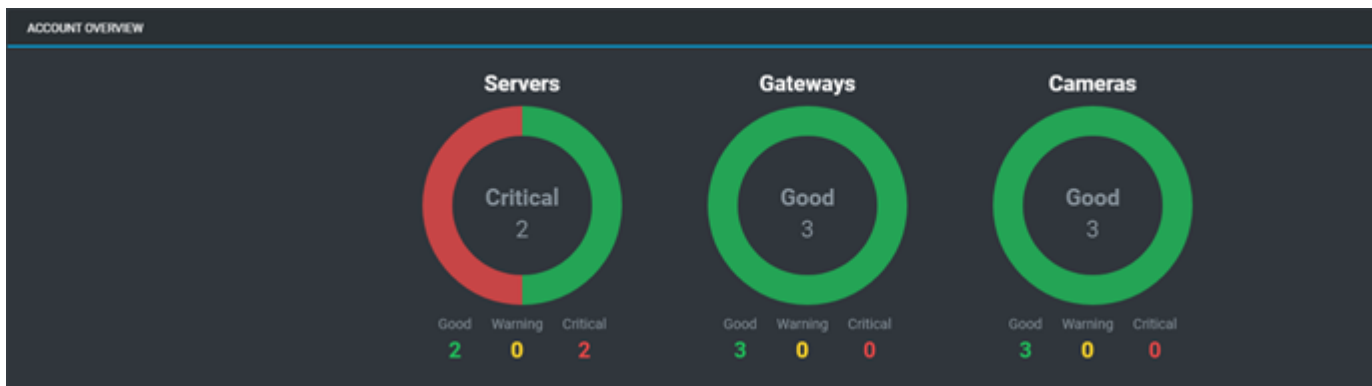 ACCOUNT OVERVIEW
Servers Gateways Cameras
Critical Good Good
2 3 3
Good Warning Critical Good Warning Critical Good Warning Critical
2 0 2 3 0 0 3 0 0